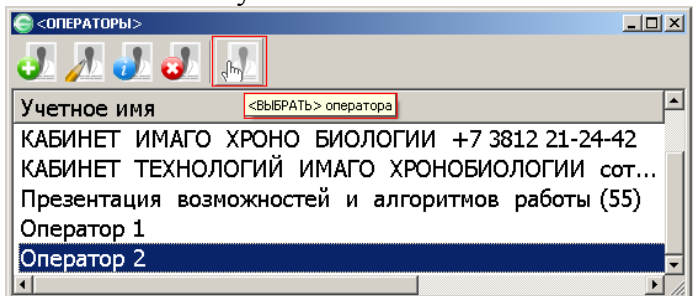 <ОПЕРАТОРЫ>
<ВЫБРАТЬ> оператора
Учетное имя
КАБИНЕТ ИМАГО ХРОНО БИОЛОГИИ +7 3812 21-24-42
КАБИНЕТ ТЕХНОЛОГИЙ ИМАГО ХРОНОБИОЛОГИИ сот...
Презентация возможностей и алгоритмов работы (55)
Оператор 1
Оператор 2